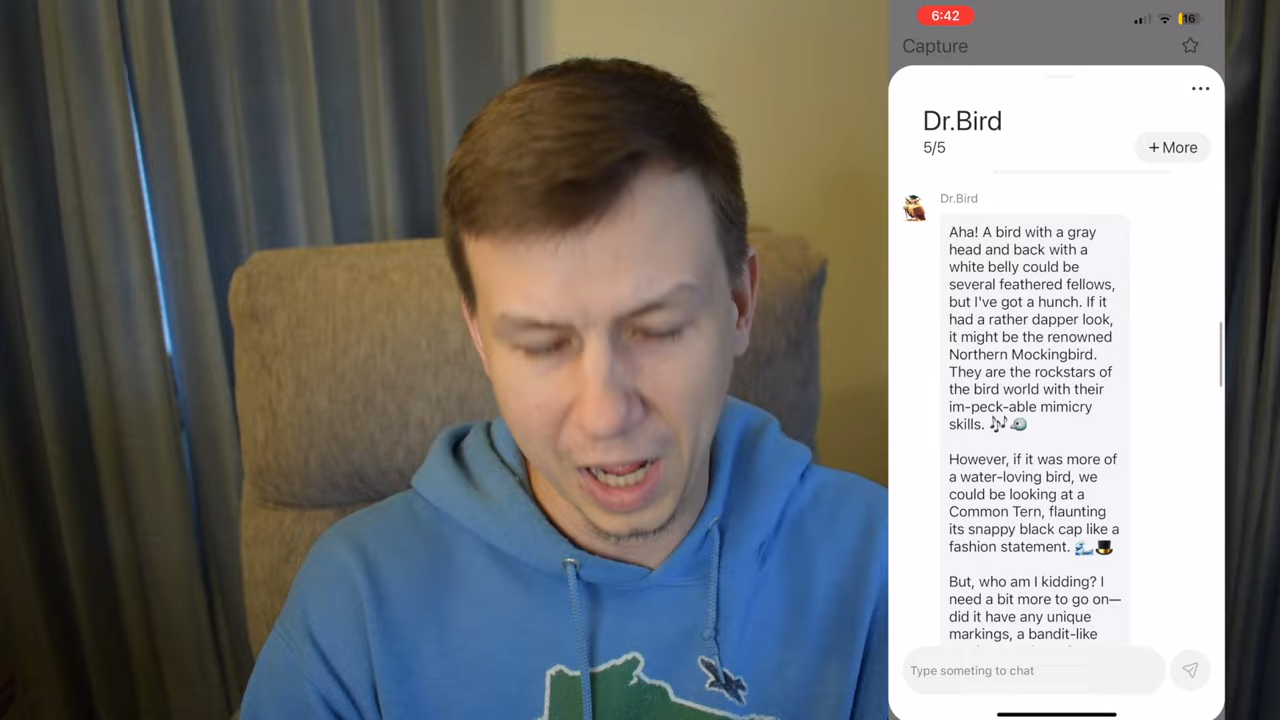 6:42
16
Capture
Dr.Bird
5/5
+ More
Dr.Bird
Aha! A bird with a gray
head and back with a
white belly could be
several feathered fellows,
but I've got a hunch. If it
had a rather dapper look,
it might be the renowned
Northern Mockingbird.
They are the rockstars of
the bird world with their
im-peck-able mimicry
skills. 🎶🪐
However, if it was more of
a water-loving bird, we
could be looking at a
Common Tern, flaunting
its snappy black cap like a
fashion statement. 🌊🎩
But, who am I kidding? I
need a bit more to go on—
did it have any unique
markings, a bandit-like
Type someting to chat